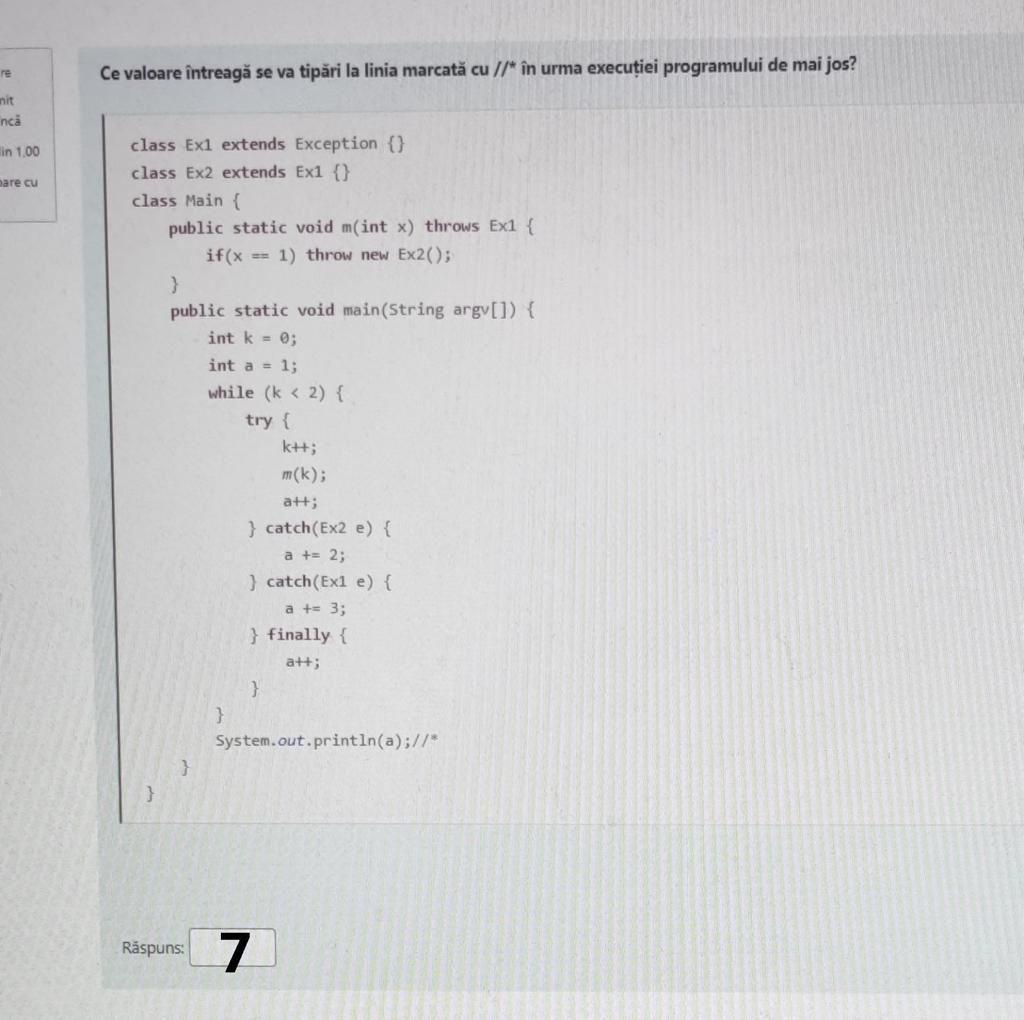 re
nit
ncă
in 1,00
are cu
Ce valoare întreagă se va tipări la linia marcată cu //* în urma execuției programului de mai jos?
class Ex1 extends Exception {}
class Ex2 extends Ex1 {}
class Main {
public static void m(int x) throws Ex1 {
if(x == 1) throw new Ex2();
}
public static void main(String argv[]) {
int k = 0;
int a = 1;
while (k < 2) {
try {
k++;
m(k);
a++;
} catch(Ex2 e) {
a += 2;
} catch(Ex1 e) {
a += 3;
} finally {
a++;
}
}
System.out.println(a);//*
}
}
Răspuns: 7